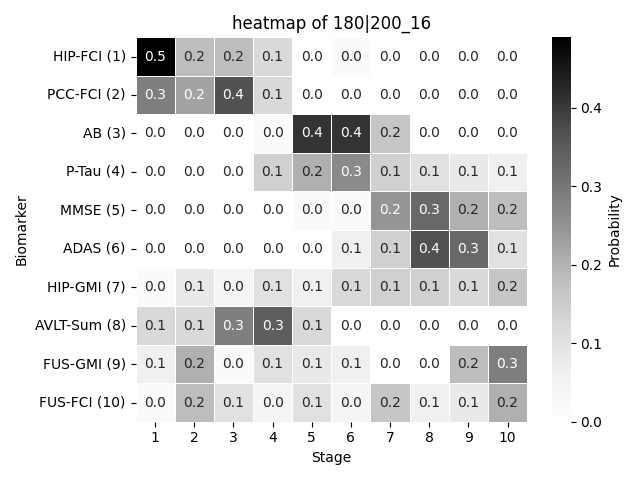 heatmap of 180|200_16
HIP-FCI (1) 0.5 0.2 0.2 0.1 0.0 0.0 0.0 0.0 0.0 0.0
PCC-FCI (2) 0.3 0.2 0.4 0.1 0.0 0.0 0.0 0.0 0.0 0.0
AB (3) 0.0 0.0 0.0 0.0 0.4 0.4 0.2 0.0 0.0 0.0
P-Tau (4) 0.0 0.0 0.0 0.1 0.2 0.3 0.1 0.1 0.1 0.1
MMSE (5) 0.0 0.0 0.0 0.0 0.0 0.0 0.2 0.3 0.2 0.2
ADAS (6) 0.0 0.0 0.0 0.0 0.0 0.1 0.1 0.4 0.3 0.1
HIP-GMI (7) 0.0 0.1 0.0 0.1 0.1 0.1 0.1 0.1 0.1 0.2
AVLT-Sum (8) 0.1 0.1 0.3 0.3 0.1 0.0 0.0 0.0 0.0 0.0
FUS-GMI (9) 0.1 0.2 0.0 0.1 0.1 0.1 0.0 0.0 0.2 0.3
FUS-FCI (10) 0.0 0.2 0.1 0.0 0.1 0.0 0.2 0.1 0.1 0.2
1 2 3 4 5 6 7 8 9 10
Stage
Biomarker
0.4
0.3
0.2
0.1
0.0
Probability